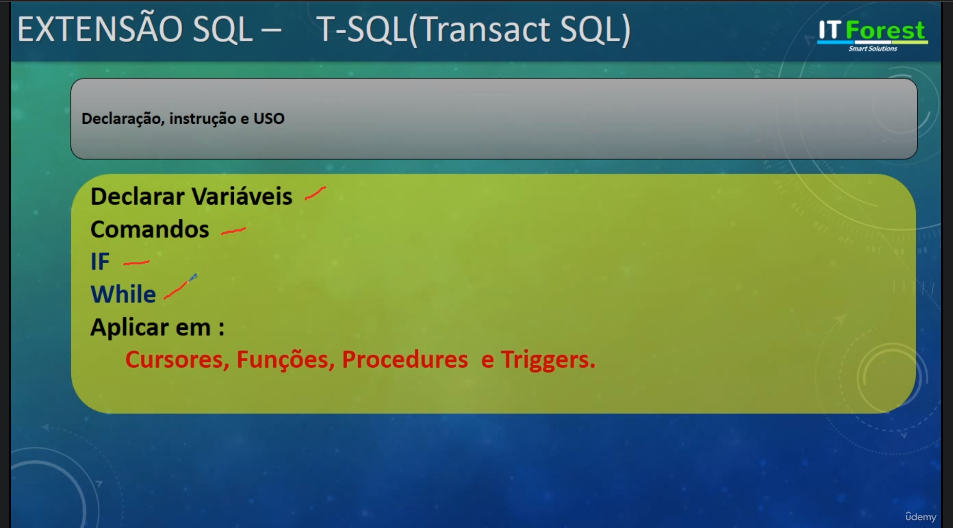 EXTENSÃO SQL – T-SQL(Transact SQL)
IT Forest
Smart Solutions
Declaração, instrução e USO
Declarar Variáveis
Comandos
IF
While
Aplicar em :
Cursores, Funções, Procedures e Triggers.
ûdemy